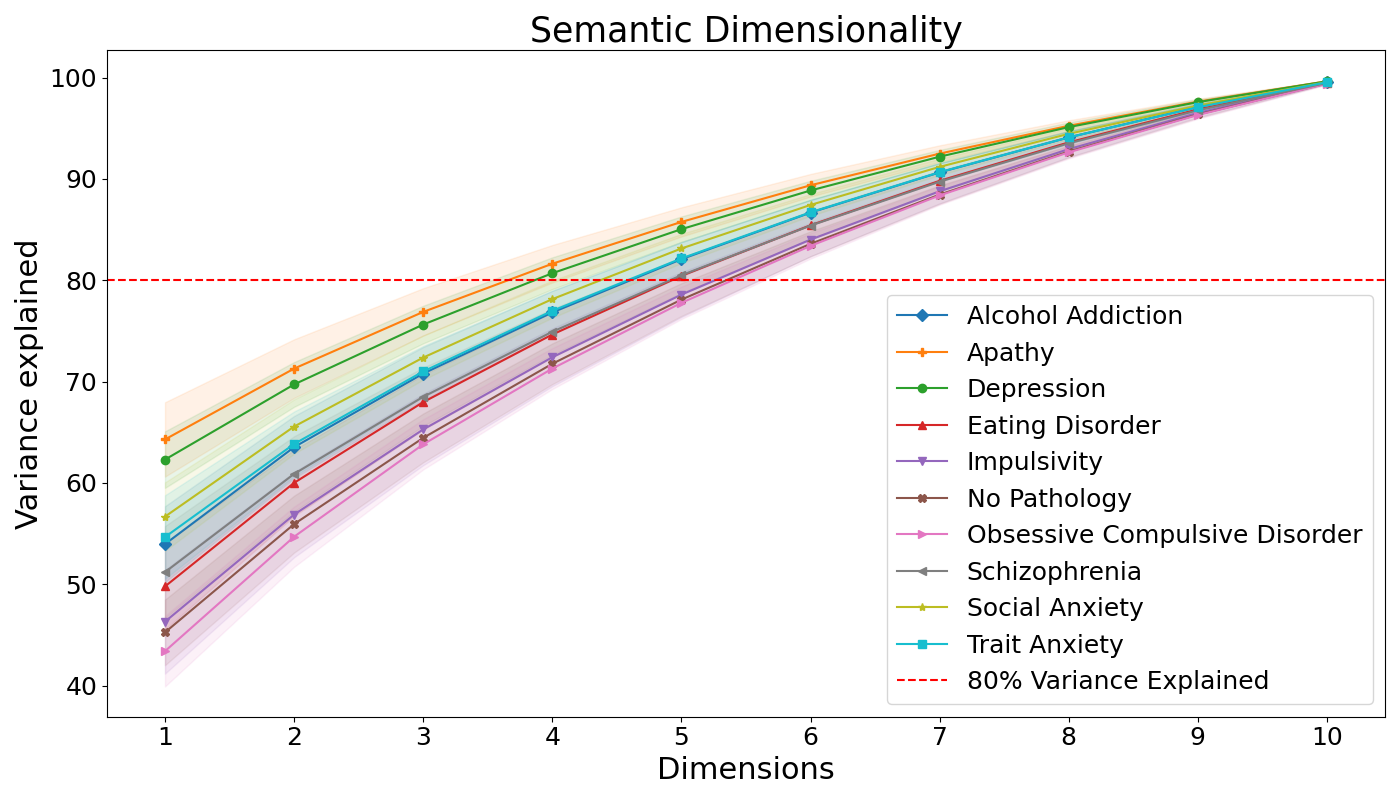 Semantic Dimensionality
Variance explained
100
90
80
70
60
50
40
Alcohol Addiction
Apathy
Depression
Eating Disorder
Impulsivity
No Pathology
Obsessive Compulsive Disorder
Schizophrenia
Social Anxiety
Trait Anxiety
80% Variance Explained
1 2 3 4 5 6 7 8 9 10
Dimensions